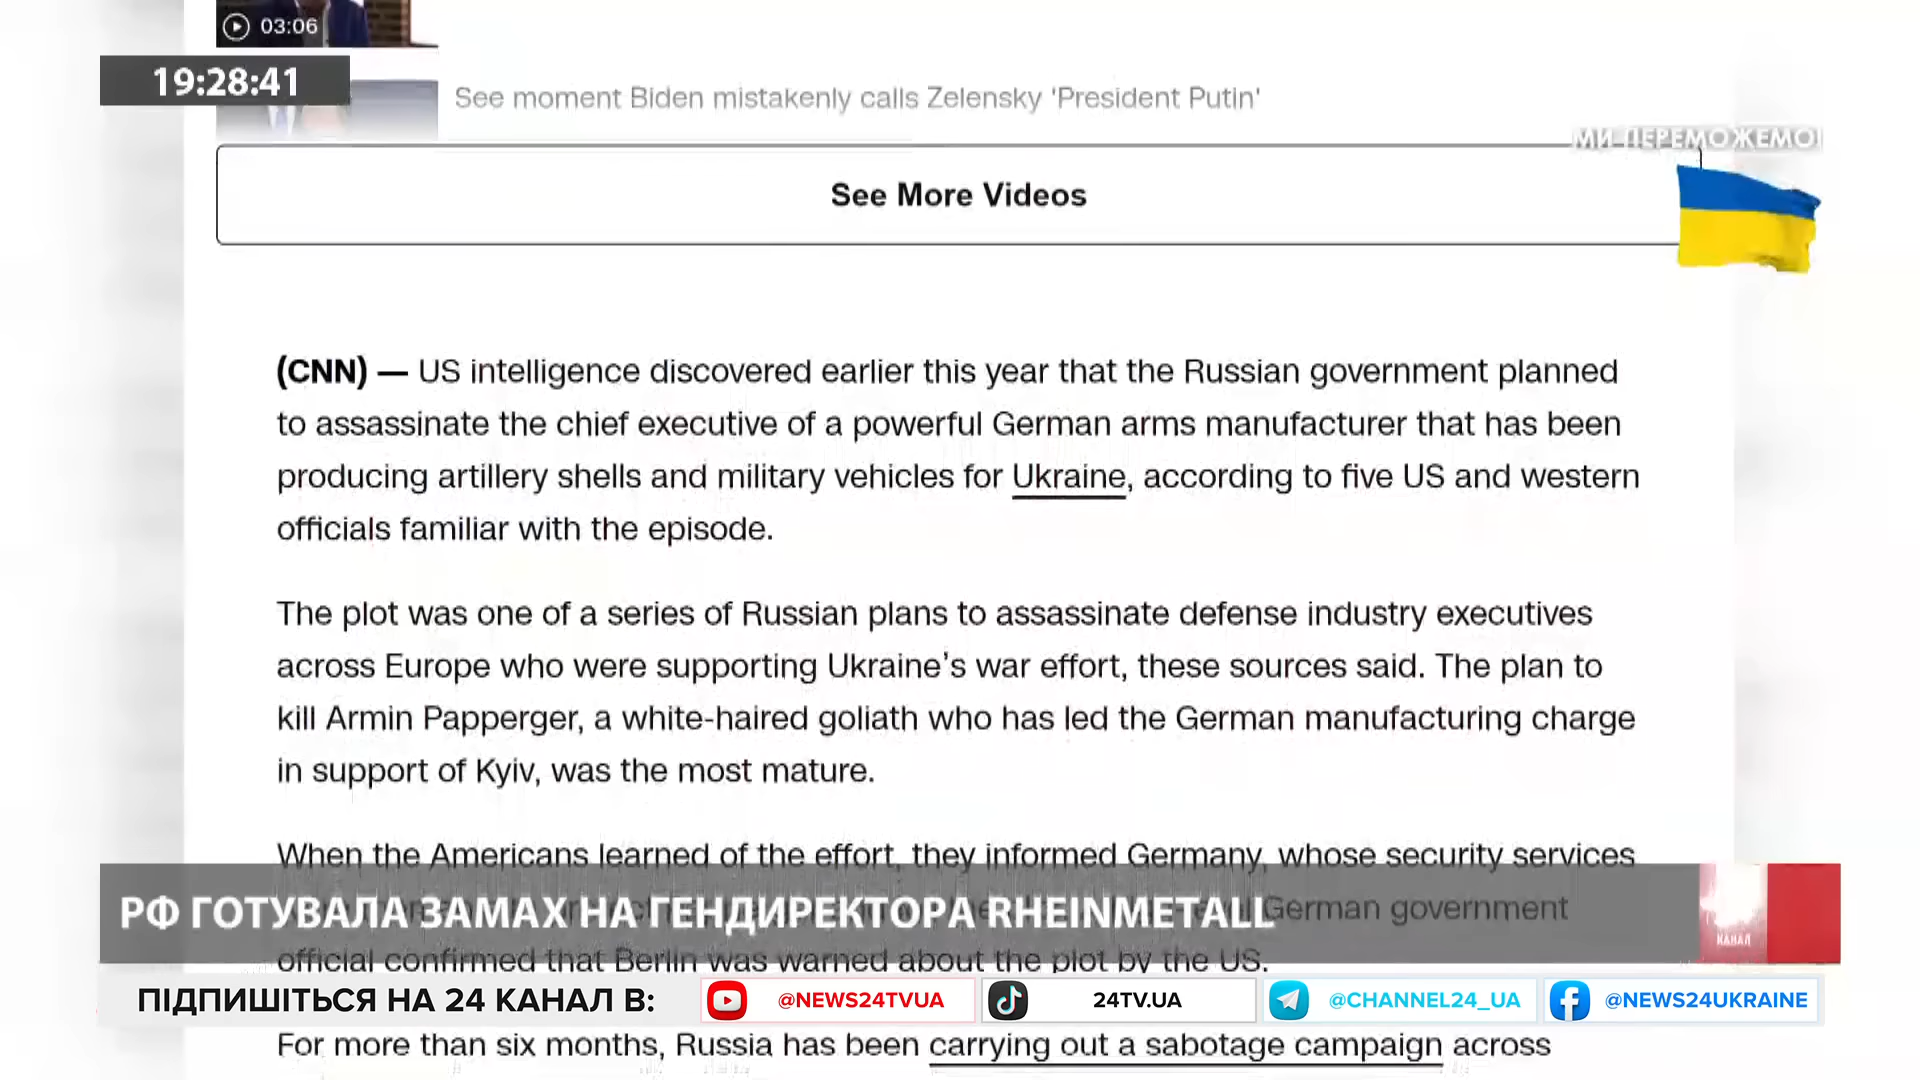 03:06
19:28:41
See moment Biden mistakenly calls Zelensky 'President Putin'
МИ ПЕРЕМОЖЕМО!
See More Videos
(CNN) — US intelligence discovered earlier this year that the Russian government planned
to assassinate the chief executive of a powerful German arms manufacturer that has been
producing artillery shells and military vehicles for Ukraine, according to five US and western
officials familiar with the episode.
The plot was one of a series of Russian plans to assassinate defense industry executives
across Europe who were supporting Ukraine's war effort, these sources said. The plan to
kill Armin Papperger, a white-haired goliath who has led the German manufacturing charge
in support of Kyiv, was the most mature.
When the Americans learned of the effort, they informed Germany, whose security services
German government
РФ ГОТУВАЛА ЗАМАХ НА ГЕНДИРЕКТОРА RHEINMETALL
КАНАЛ
official confirmed that Berlin was warned about the plot by the US.
ПІДПИШІТЬСЯ НА 24 КАНАЛ В: @NEWS24TVUA 24TV.UA @CHANNEL24_UA @NEWS24UKRAINE
For more than six months, Russia has been carrying out a sabotage campaign across